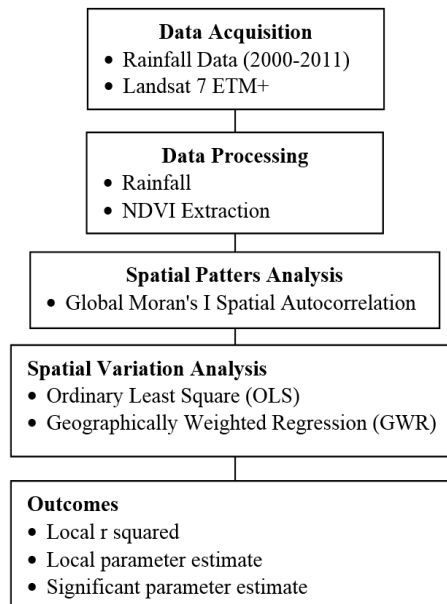 Data Acquisition
• Rainfall Data (2000-2011)
• Landsat 7 ETM+
Data Processing
• Rainfall
• NDVI Extraction
Spatial Patters Analysis
• Global Moran's I Spatial Autocorrelation
Spatial Variation Analysis
• Ordinary Least Square (OLS)
• Geographically Weighted Regression (GWR)
Outcomes
• Local r squared
• Local parameter estimate
• Significant parameter estimate